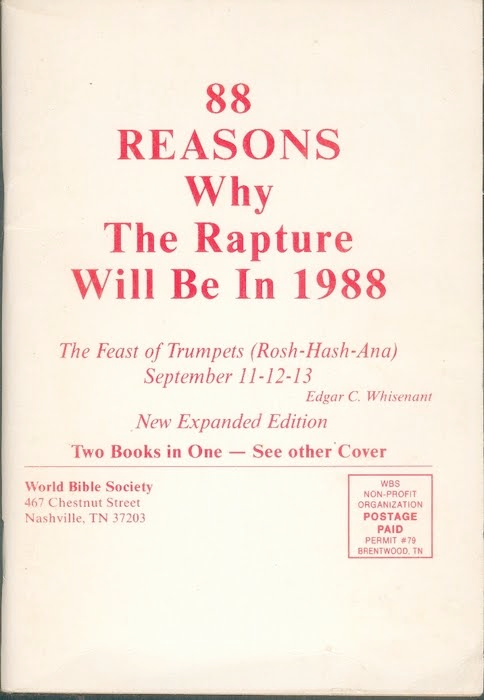 88
REASONS
Why
The Rapture
Will Be In 1988
The Feast of Trumpets (Rosh-Hash-Ana)
September 11-12-13
Edgar C. Whisenant
New Expanded Edition
Two Books in One — See other Cover
World Bible Society
467 Chestnut Street
Nashville, TN 37203
WBS
NON-PROFIT
ORGANIZATION
POSTAGE
PAID
PERMIT #79
BRENTWOOD, TN